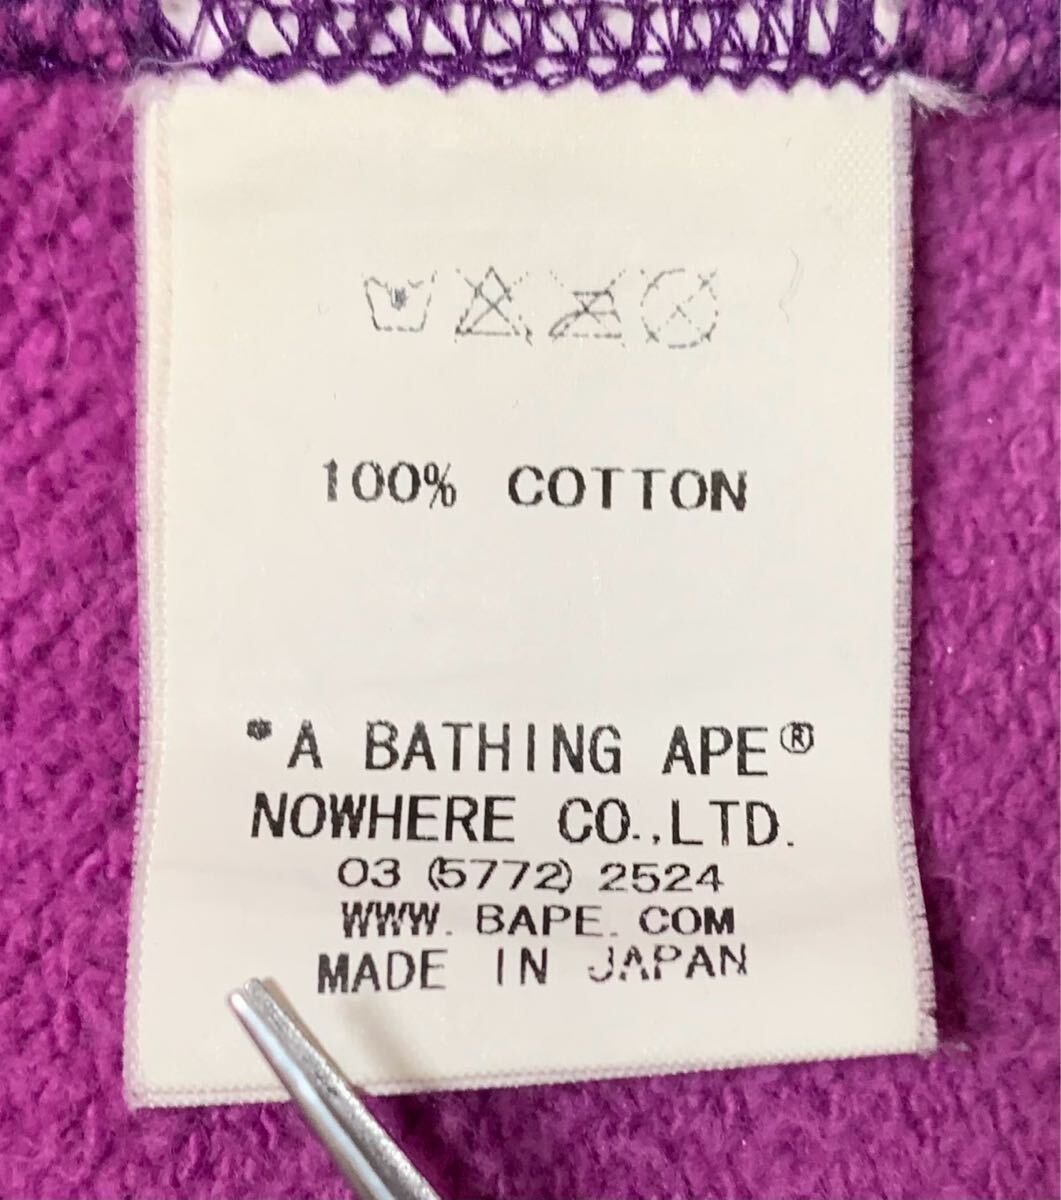 100% COTTON
"A BATHING APE®
NOWHERE CO.,LTD.
03 (5772) 2524
WWW. BAPE. COM
MADE IN JAPAN